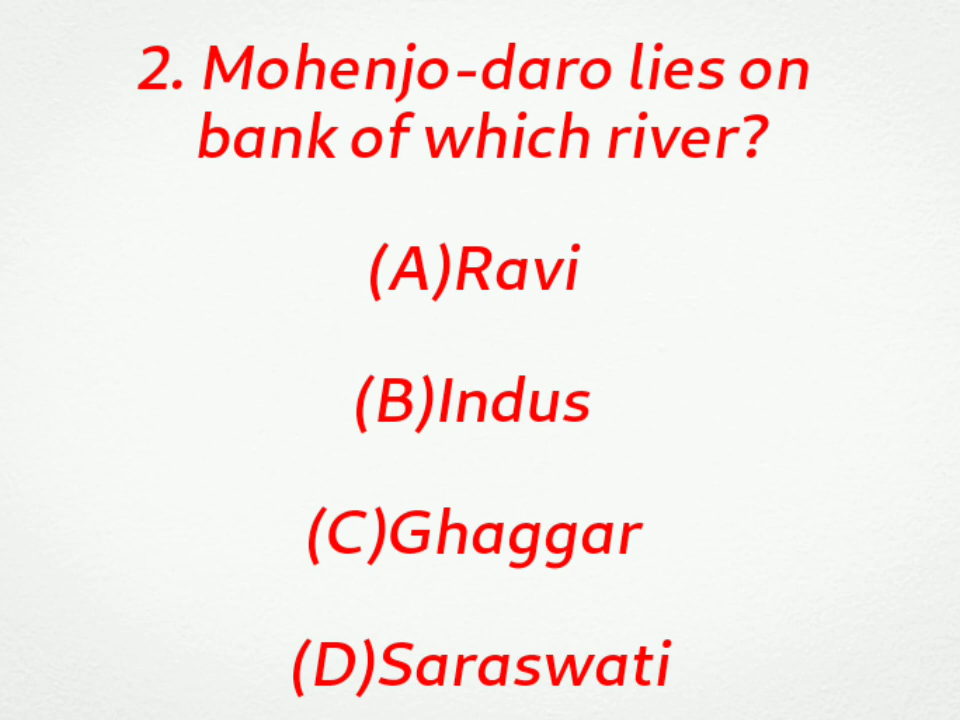 2. Mohenjo-daro lies on
bank of which river?
(A)Ravi
(B)Indus
(C)Ghaggar
(D)Saraswati